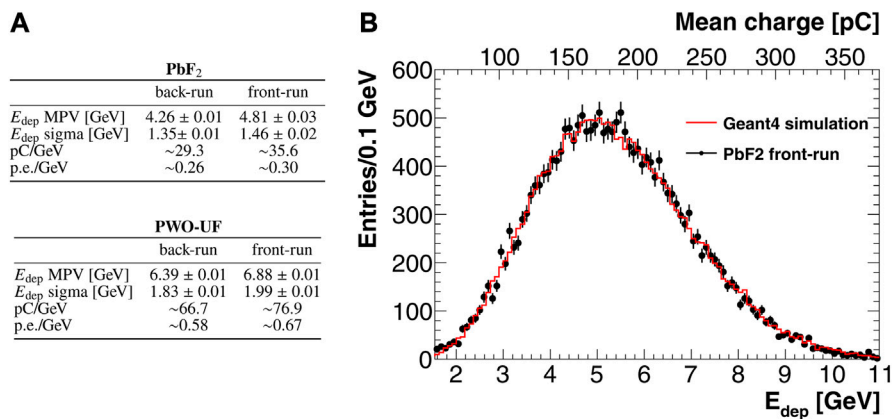 A
PbF₂
back-run front-run
E_dep MPV [GeV] 4.26 ± 0.01 4.81 ± 0.03
E_dep sigma [GeV] 1.35± 0.01 1.46 ± 0.02
pC/GeV ~29.3 ~35.6
p.e./GeV ~0.26 ~0.30
PWO-UF
back-run front-run
E_dep MPV [GeV] 6.39 ± 0.01 6.88 ± 0.01
E_dep sigma [GeV] 1.83 ± 0.01 1.99 ± 0.01
pC/GeV ~66.7 ~76.9
p.e./GeV ~0.58 ~0.67
B
Mean charge [pC]
100 150 200 250 300 350
Entries/0.1 GeV
600
500
400
300
200
100
0
Geant4 simulation
PbF2 front-run
2 3 4 5 6 7 8 9 10 11
E_dep [GeV]